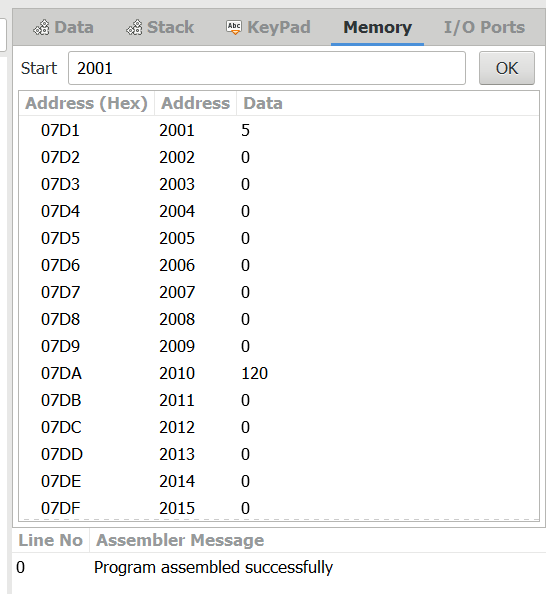 Data Stack Abc KeyPad Memory I/O Ports
Start 2001 OK
Address (Hex) Address Data
07D1 2001 5
07D2 2002 0
07D3 2003 0
07D4 2004 0
07D5 2005 0
07D6 2006 0
07D7 2007 0
07D8 2008 0
07D9 2009 0
07DA 2010 120
07DB 2011 0
07DC 2012 0
07DD 2013 0
07DE 2014 0
07DF 2015 0
Line No Assembler Message
0 Program assembled successfully